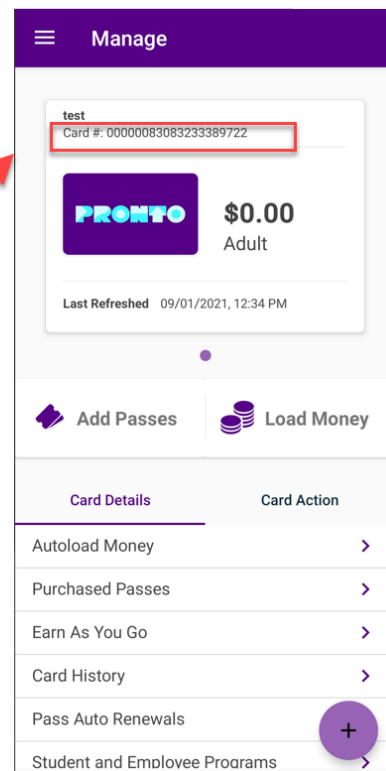 Manage
test
Card #: 00000083083233389722
PRONTO
$0.00
Adult
Last Refreshed 09/01/2021, 12:34 PM
Add Passes
Load Money
Card Details
Card Action
Autoload Money
Purchased Passes
Earn As You Go
Card History
Pass Auto Renewals
Student and Employee Programs